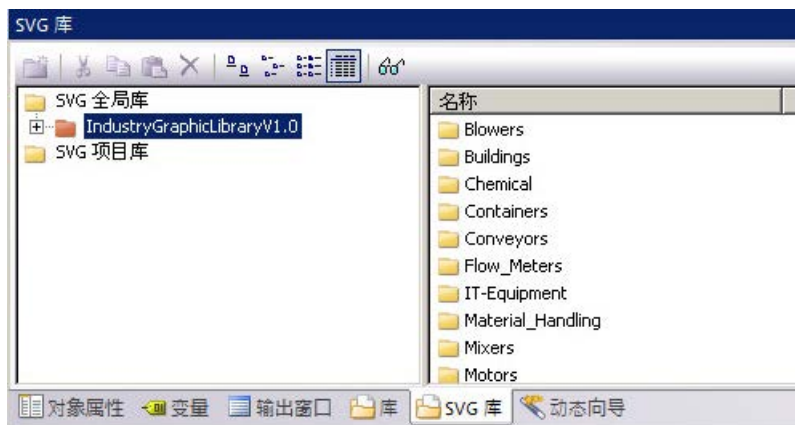 SVG 库
SVG 全局库
IndustryGraphicLibraryV1.0
SVG 项目库
名称
Blowers
Buildings
Chemical
Containers
Conveyors
Flow_Meters
IT-Equipment
Material_Handling
Mixers
Motors
对象属性 变量 输出窗口 库 SVG 库 动态向导